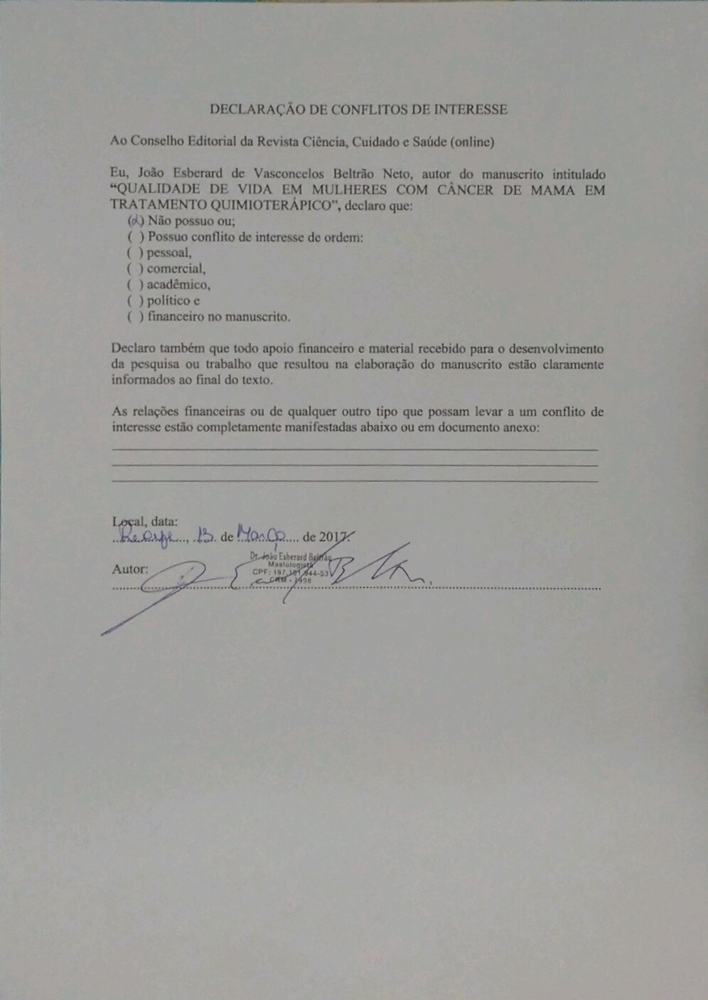 DECLARAÇÃO DE CONFLITOS DE INTERESSE
Ao Conselho Editorial da Revista Ciência, Cuidado e Saúde (online)
Eu, João Esberard de Vasconcelos Beltrão Neto, autor do manuscrito intitulado
“QUALIDADE DE VIDA EM MULHERES COM CÂNCER DE MAMA EM
TRATAMENTO QUIMIOTERÁPICO”, declaro que:
(x) Não possuo ou;
( ) Possuo conflito de interesse de ordem:
( ) pessoal,
( ) comercial,
( ) acadêmico,
( ) político e
( ) financeiro no manuscrito.
Declaro também que todo apoio financeiro e material recebido para o desenvolvimento
da pesquisa ou trabalho que resultou na elaboração do manuscrito estão claramente
informados ao final do texto.
As relações financeiras ou de qualquer outro tipo que possam levar a um conflito de
interesse estão completamente manifestadas abaixo ou em documento anexo:
Local, data:
Recife, 13 de Março de 2017.
Dr. João Esberard Beltrão
Mastologista
CPF: 197.101.944-53
CRM - 7498
Autor: